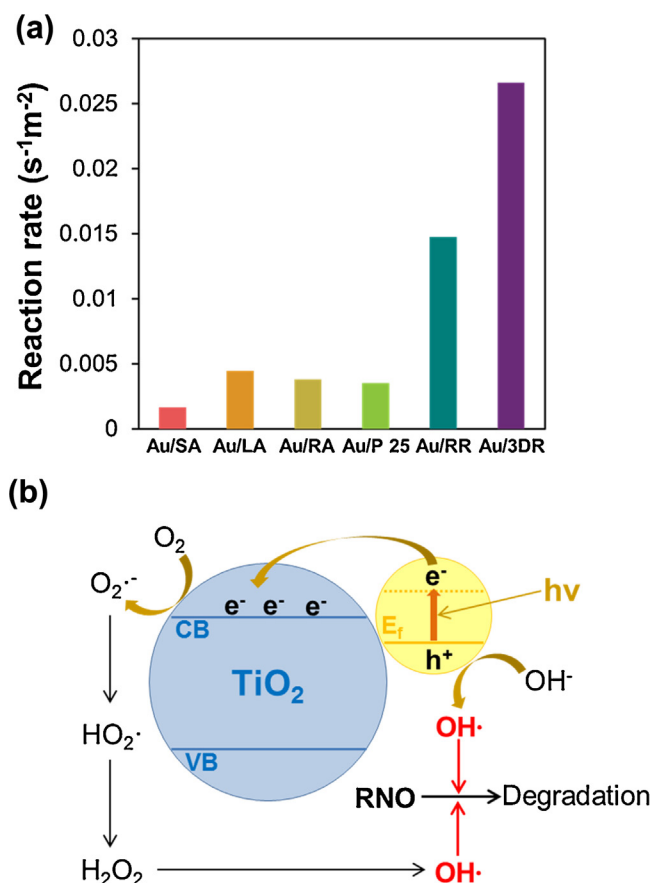 (a)
Reaction rate (s⁻¹m⁻²)
0.03
0.025
0.02
0.015
0.01
0.005
0
Au/SA Au/LA Au/RA Au/P 25 Au/RR Au/3DR
(b)
O₂
O₂·⁻
e⁻ e⁻ e⁻
CB
TiO₂
VB
e⁻
hv
E_f
h⁺
OH⁻
HO₂·
OH·
RNO
Degradation
H₂O₂
OH·